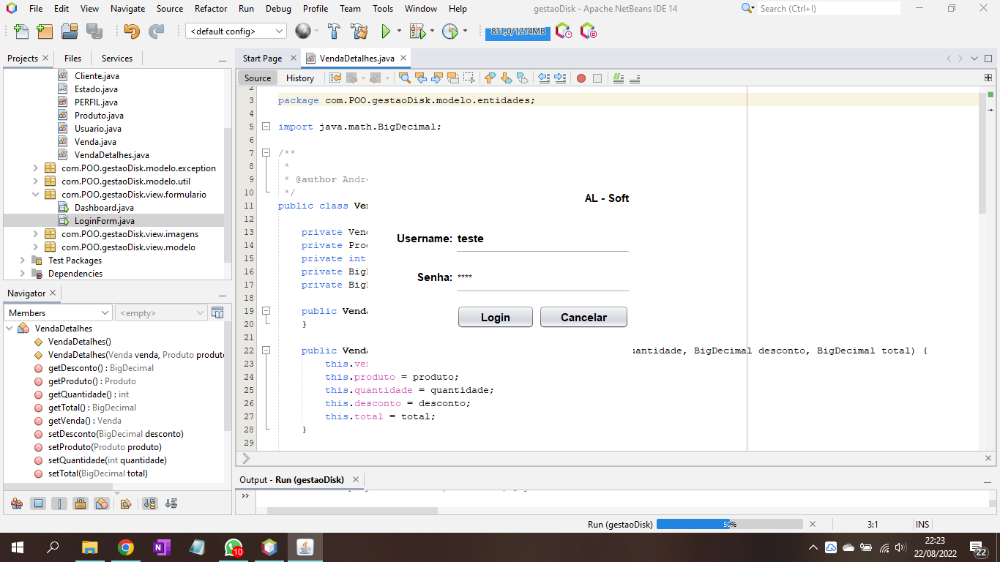 File Edit View Navigate Source Refactor Run Debug Profile Team Tools Window Help gestaoDisk - Apache NetBeans IDE 14 Search (Ctrl+I)
<default config> 831,0/1214MB
Projects Files Services
Cliente.java
Estado.java
PERFIL.java
Produto.java
Usuario.java
Venda.java
VendaDetalhes.java
com.POO.gestaoDisk.modelo.exception
com.POO.gestaoDisk.modelo.util
com.POO.gestaoDisk.view.formulario
Dashboard.java
LoginForm.java
com.POO.gestaoDisk.view.imagens
com.POO.gestaoDisk.view.modelo
Test Packages
Dependencies
Navigator
Members <empty>
VendaDetalhes
VendaDetalhes()
VendaDetalhes(Venda venda, Produto produto
getDesconto() : BigDecimal
getProduto() : Produto
getQuantidade() : int
getTotal() : BigDecimal
getVenda() : Venda
setDesconto(BigDecimal desconto)
setProduto(Produto produto)
setQuantidade(int quantidade)
setTotal(BigDecimal total)
Start Page VendaDetalhes.java
Source History
2
3 package com.POO.gestaoDisk.modelo.entidades;
4
5 import java.math.BigDecimal;
6
7 /**
8 *
9 * @author Andre
10 */
11 public class Ven
12
13 private Vend
14 private Prod
15 private int
16 private BigD
17 private BigD
18
19 public Venda
20 }
21
22 public Venda uantidade, BigDecimal desconto, BigDecimal total) {
23 this.ven
24 this.produto = produto;
25 this.quantidade = quantidade;
26 this.desconto = desconto;
27 this.total = total;
28 }
29
AL - Soft
Username: teste
Senha: ****
Login Cancelar
Output - Run (gestaoDisk)
Run (gestaoDisk) 50% 3:1 INS
10
22:23
22/08/2022
22